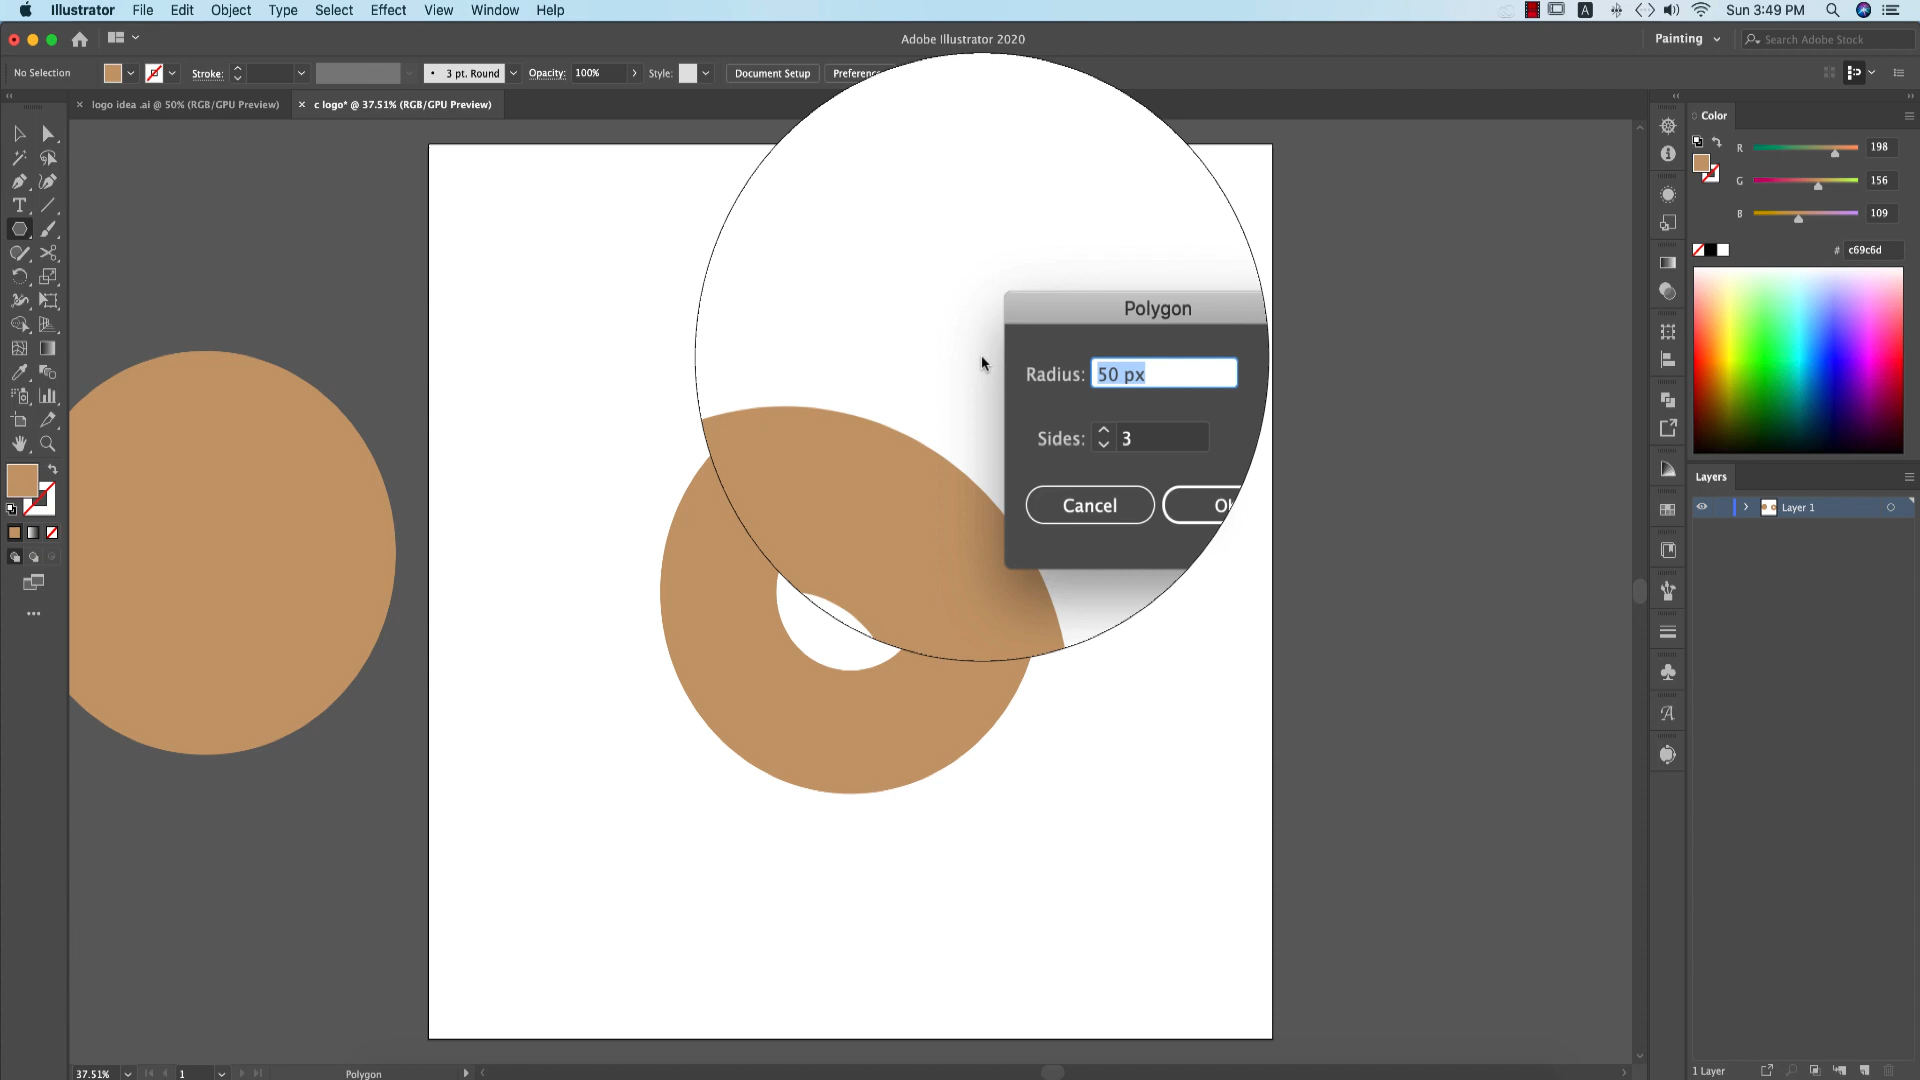 Illustrator File Edit Object Type Select Effect View Window Help
A Sun 3:49 PM
Adobe Illustrator 2020
Painting
Search Adobe Stock
No Selection
Stroke:
3 pt. Round
Opacity: 100%
Style:
Document Setup
× logo idea .ai @ 50% (RGB/GPU Preview)
× c logo* @ 37.51% (RGB/GPU Preview)
Color
R 198
G 156
B 109
# c69c6d
Polygon
Radius: 50 px
Sides: 3
Cancel
Layers
Layer 1
37.51%
1
Polygon
1 Layer